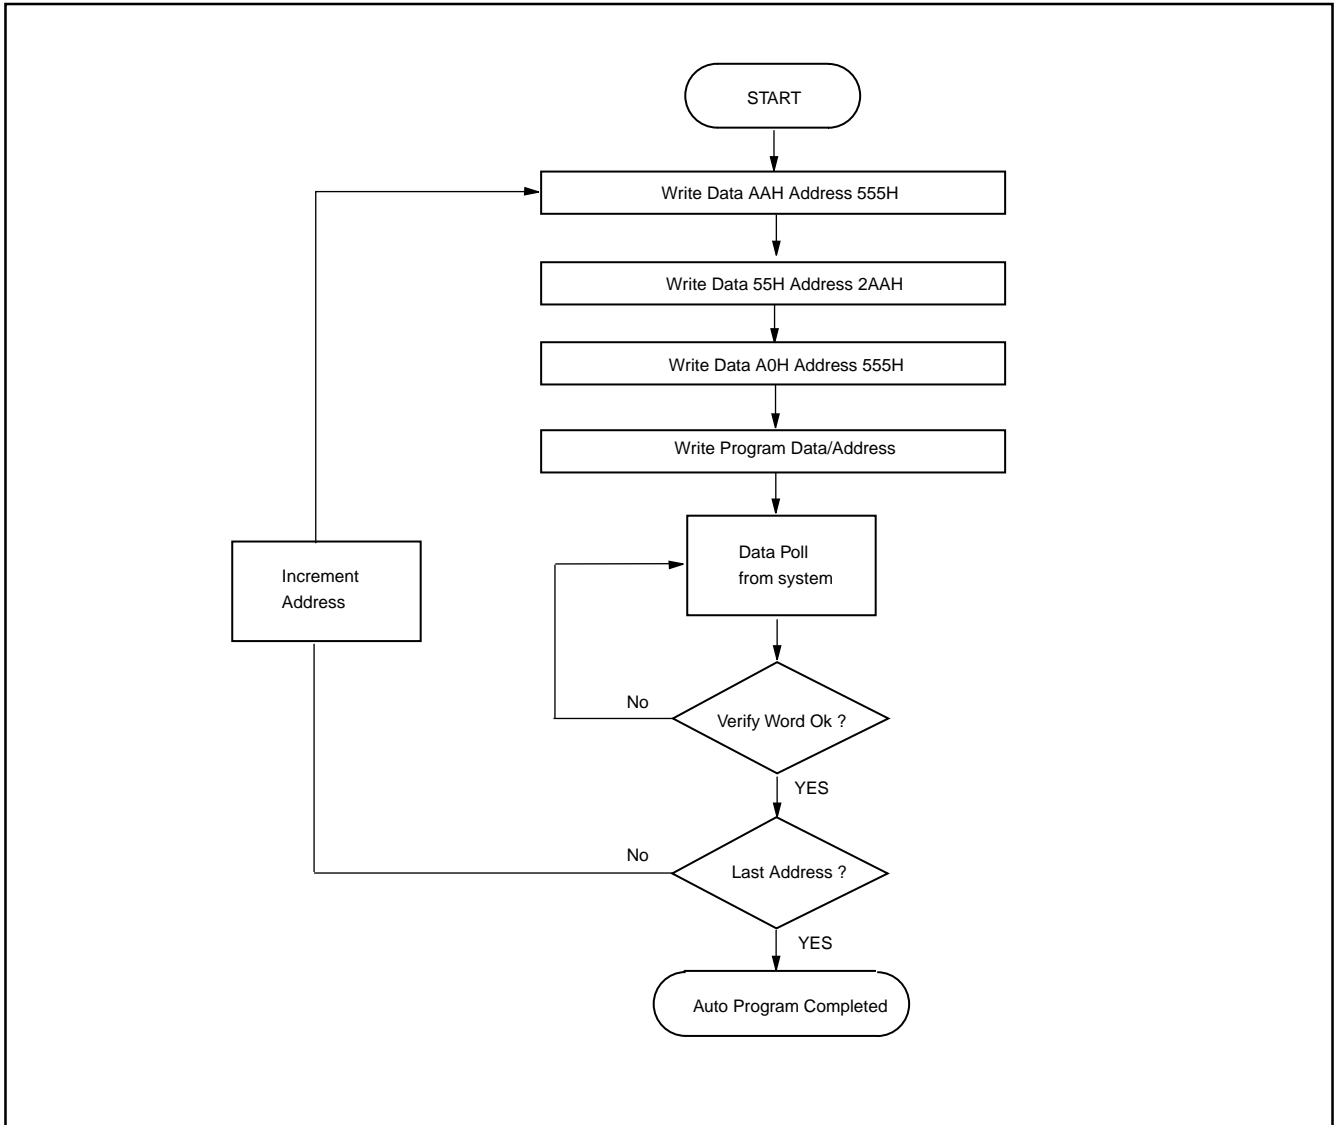 START
Write Data AAH Address 555H
Write Data 55H Address 2AAH
Write Data A0H Address 555H
Write Program Data/Address
Data Poll
from system
Increment
Address
No
Verify Word Ok ?
YES
No
Last Address ?
YES
Auto Program Completed